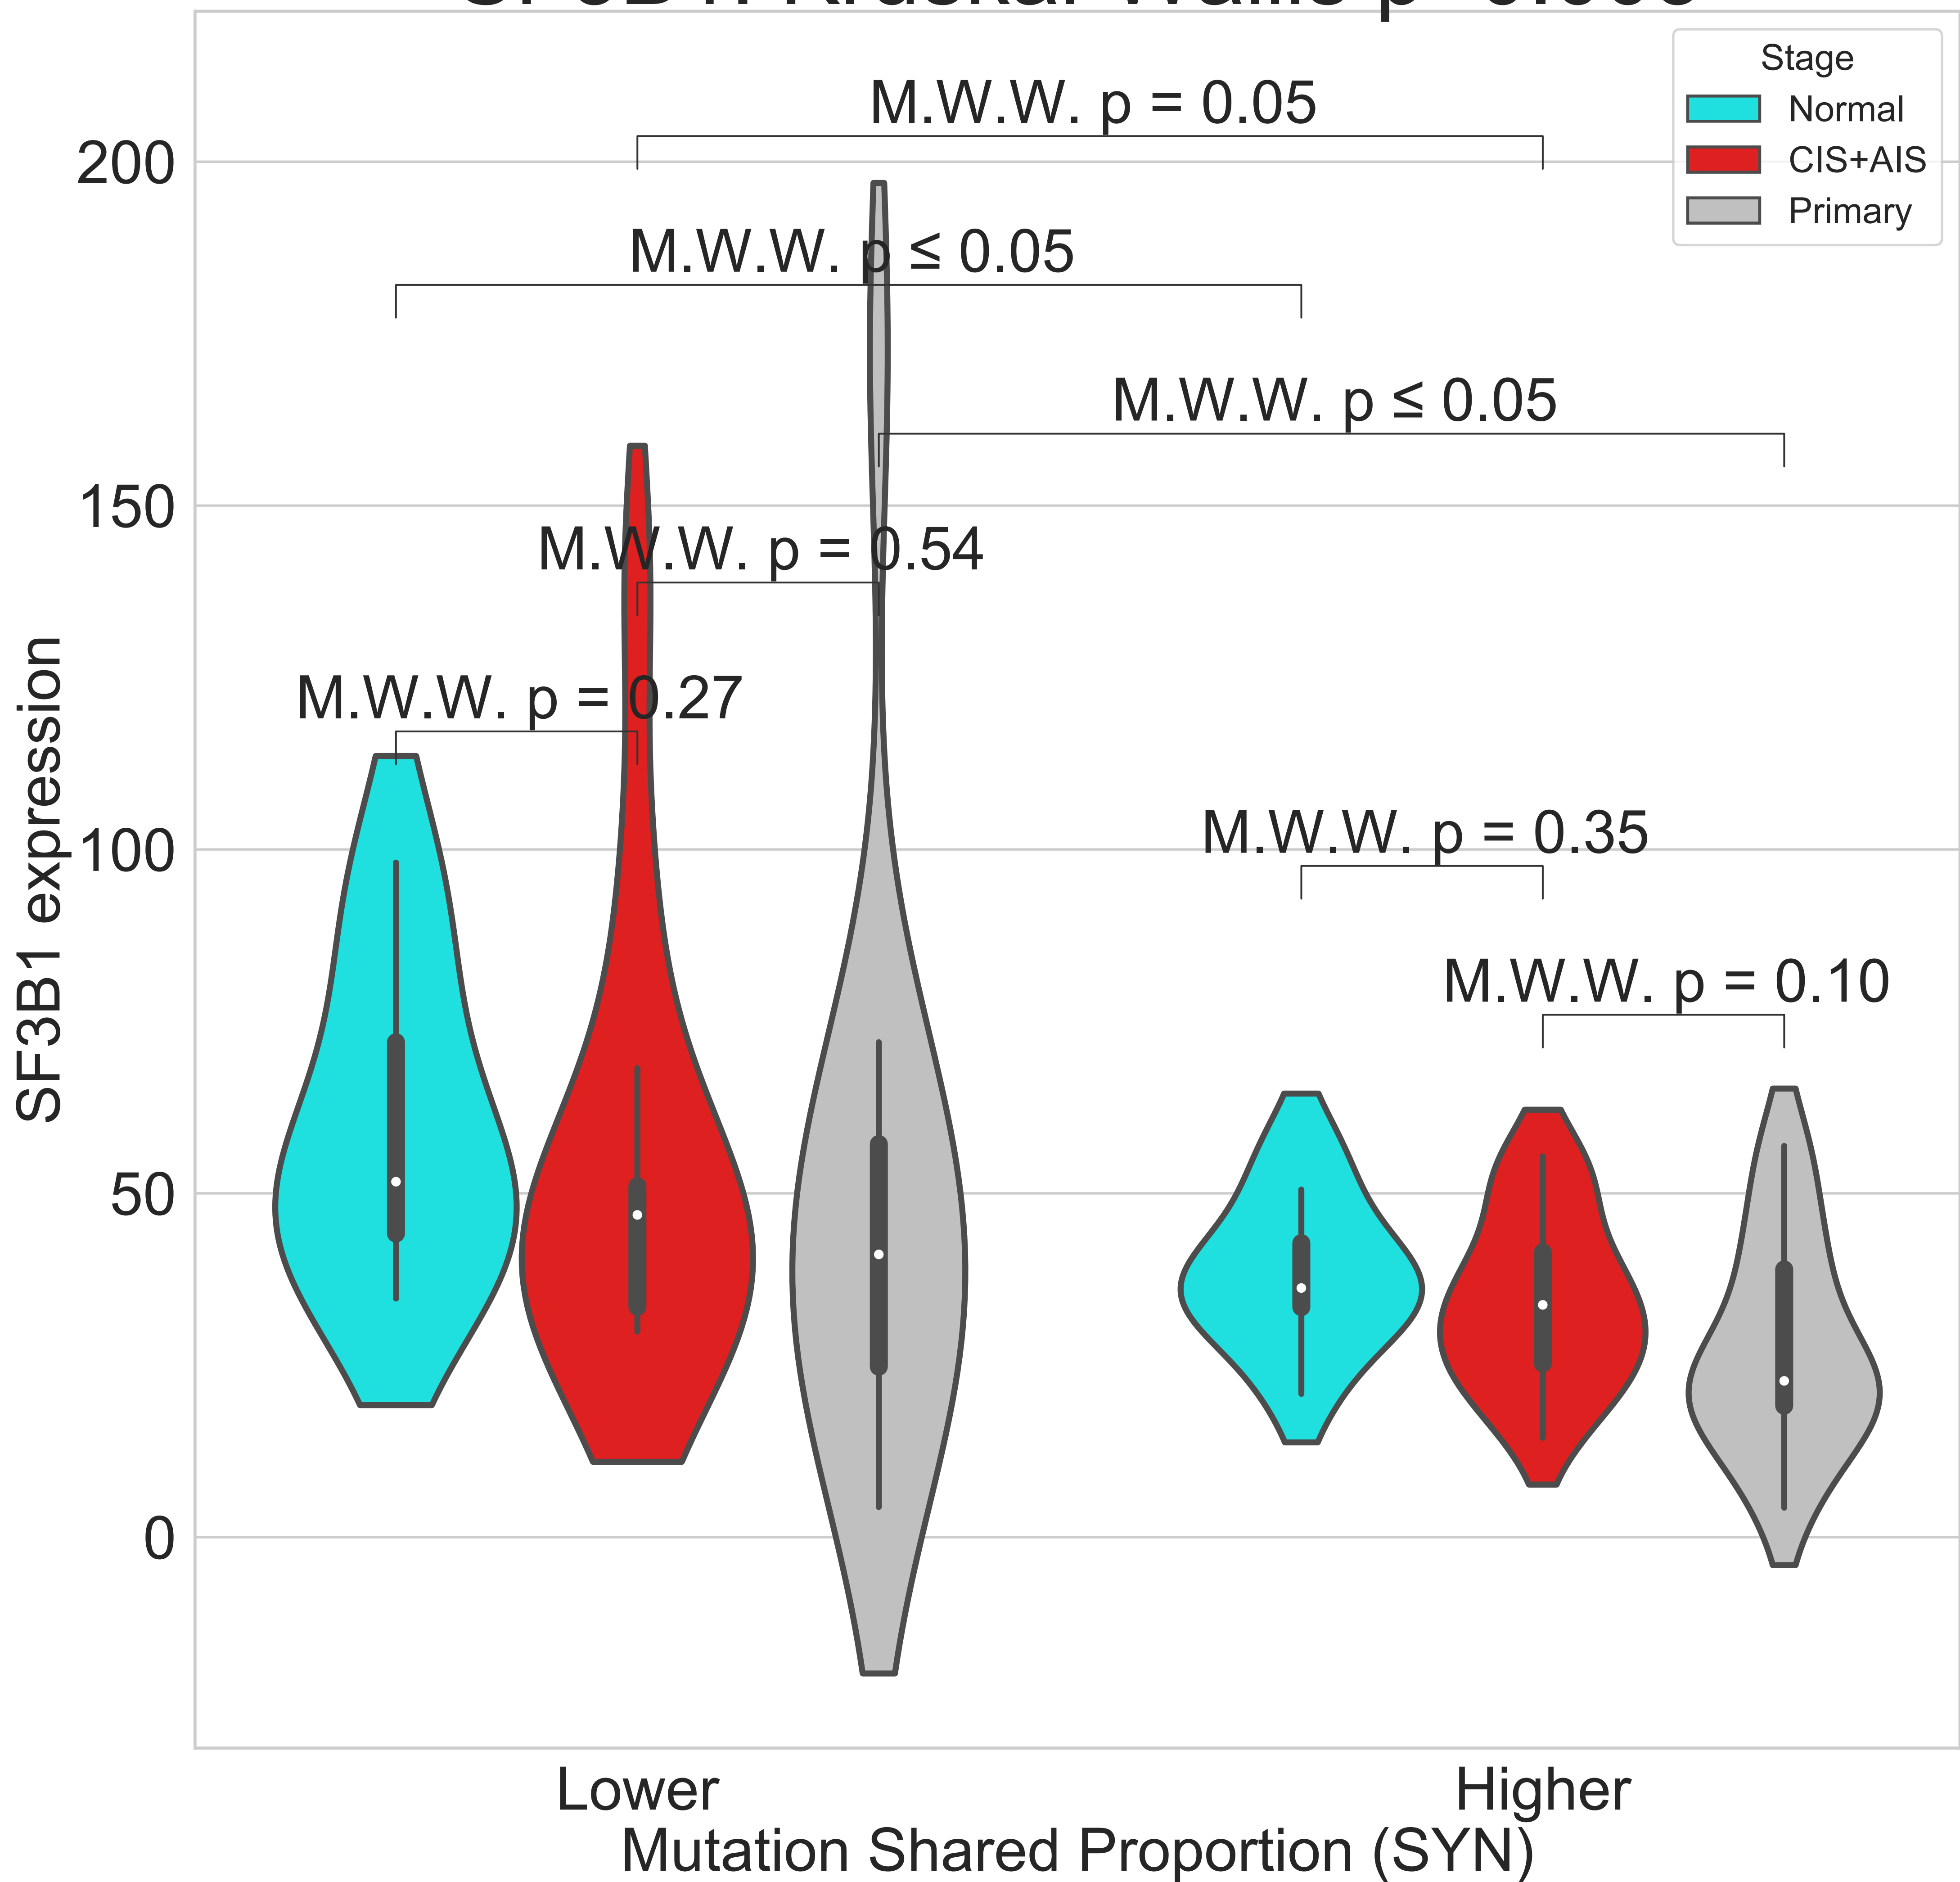 Stage
Normal
CIS+AIS
Primary
M.W.W. p = 0.05
M.W.W. p ≤ 0.05
M.W.W. p ≤ 0.05
M.W.W. p = 0.54
M.W.W. p = 0.27
M.W.W. p = 0.35
M.W.W. p = 0.10
200
150
100
50
0
SF3B1 expression
Lower
Higher
Mutation Shared Proportion (SYN)